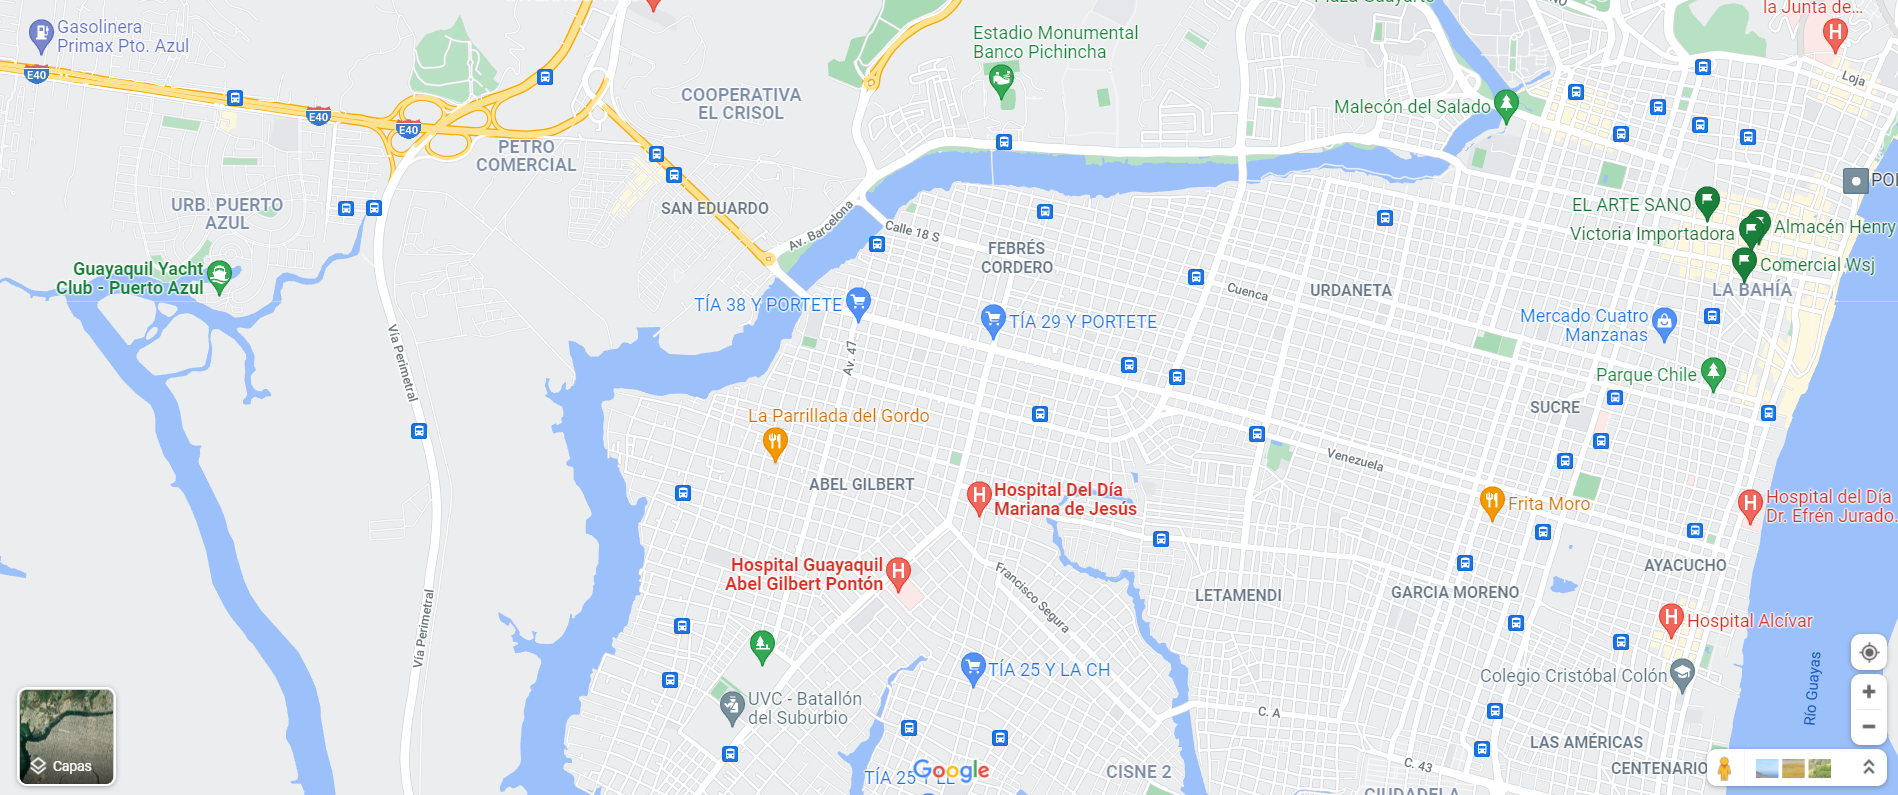 Gasolinera
Primax Pto. Azul
E40
E40
E40
Estadio Monumental
Banco Pichincha
la Junta de...
Loja
COOPERATIVA
EL CRISOL
Malecón del Salado
PETRO
COMERCIAL
URB. PUERTO
AZUL
SAN EDUARDO
Av. Barcelona
Calle 18 S
FEBRÉS
CORDERO
EL ARTE SANO
Victoria Importadora
Almacén Henry
Comercial Wsj
LA BAHÍA
Guayaquil Yacht
Club - Puerto Azul
TÍA 38 Y PORTETE
TÍA 29 Y PORTETE
Cuenca
URDANETA
Mercado Cuatro
Manzanas
Vía Perimetral
Av. 47
Parque Chile
SUCRE
La Parrillada del Gordo
Venezuela
ABEL GILBERT
Hospital Del Día
Mariana de Jesús
Frita Moro
Hospital del Día
Dr. Efrén Jurado.
Hospital Guayaquil
Abel Gilbert Pontón
Francisco Segura
LETAMENDI
GARCIA MORENO
AYACUCHO
Vía Perimetral
Hospital Alcívar
TÍA 25 Y LA CH
Colegio Cristóbal Colón
Río Guayas
UVC - Batallón
del Suburbio
C. A
LAS AMÉRICAS
Capas
Google
CISNE 2
C. 43
CENTENARIO
CIUDADELA